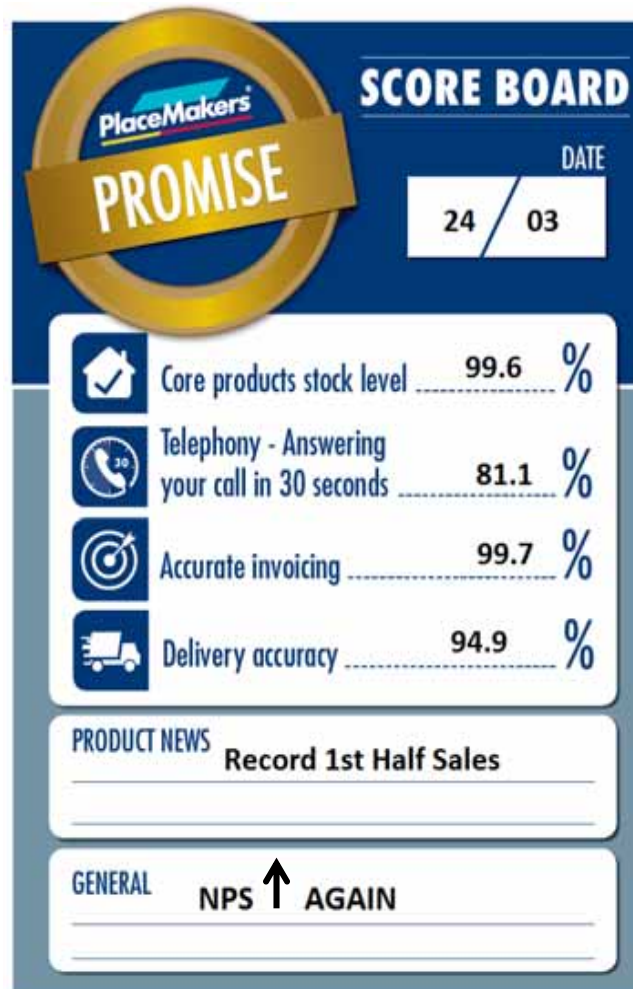 PlaceMakers
PROMISE
SCORE BOARD
DATE
24 / 03
Core products stock level 99.6 %
30
Telephony - Answering
your call in 30 seconds 81.1 %
Accurate invoicing 99.7 %
Delivery accuracy 94.9 %
PRODUCT NEWS Record 1st Half Sales
GENERAL NPS ↑ AGAIN